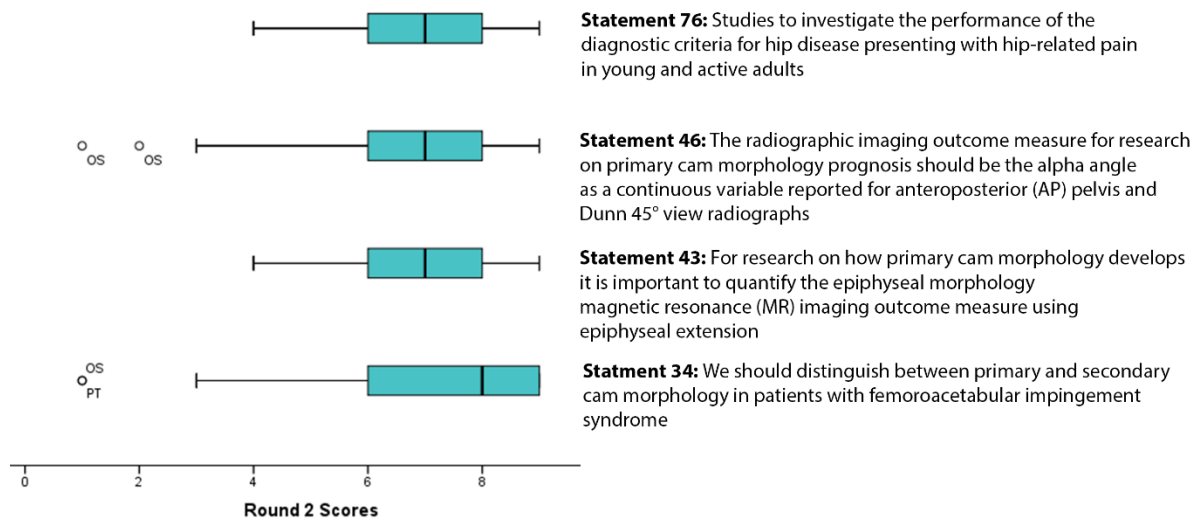 Statement 76: Studies to investigate the performance of the
diagnostic criteria for hip disease presenting with hip-related pain
in young and active adults
OS
OS
Statement 46: The radiographic imaging outcome measure for research
on primary cam morphology prognosis should be the alpha angle
as a continuous variable reported for anteroposterior (AP) pelvis and
Dunn 45° view radiographs
Statement 43: For research on how primary cam morphology develops
it is important to quantify the epiphyseal morphology
magnetic resonance (MR) imaging outcome measure using
epiphyseal extension
OS
PT
Statment 34: We should distinguish between primary and secondary
cam morphology in patients with femoroacetabular impingement
syndrome
0 2 4 6 8
Round 2 Scores